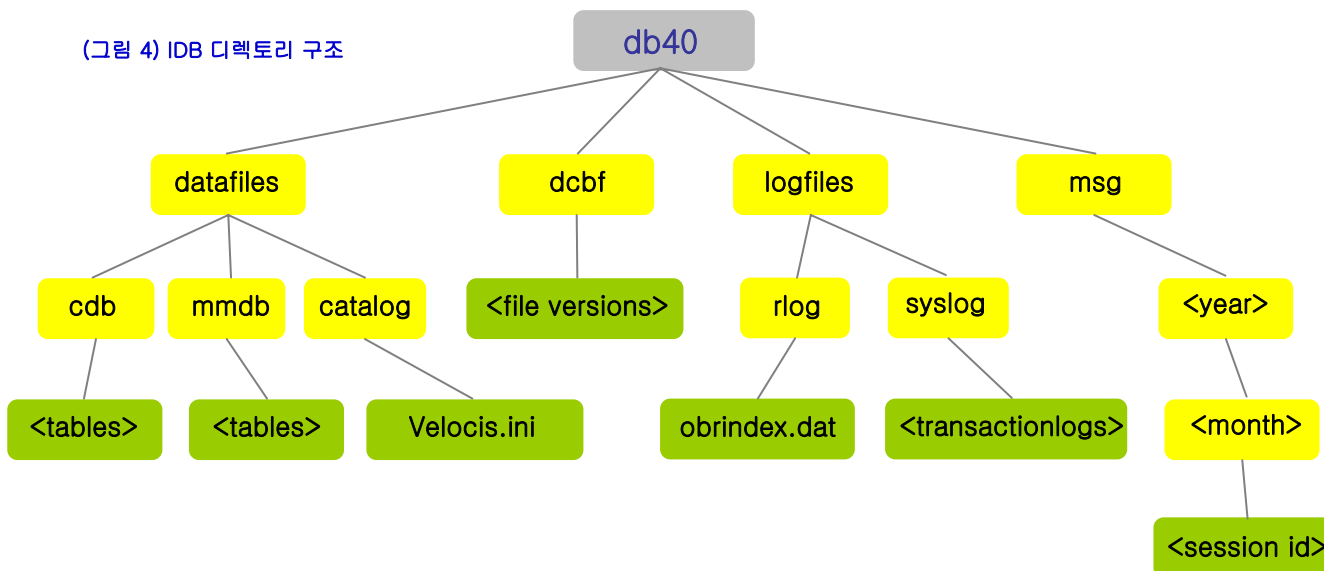 (그림 4) IDB 디렉토리 구조
db40
datafiles
dcbf
logfiles
msg
cdb
mmdb
catalog
<file versions>
rlog
syslog
<year>
<tables>
<tables>
Velocis.ini
obrindex.dat
<transactionlogs>
<month>
<session id>